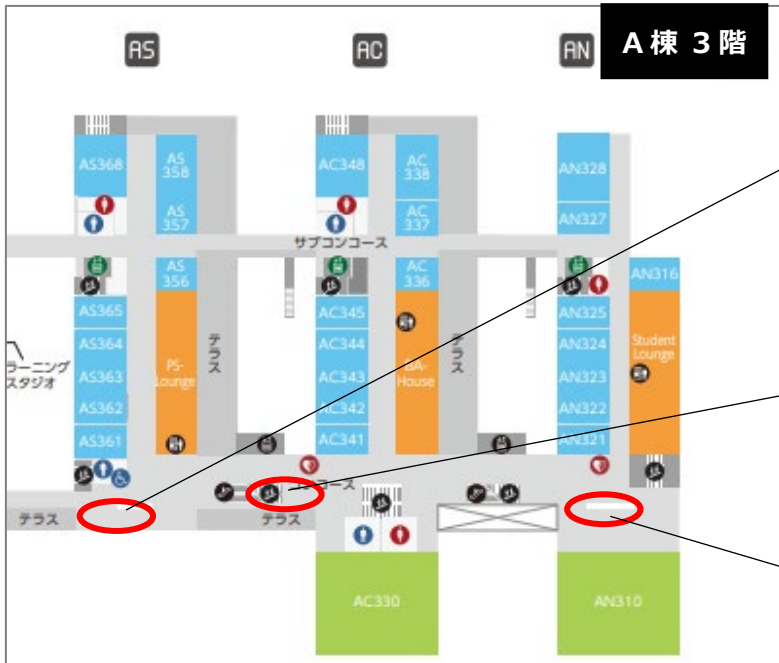 AS
AC
AN
A棟 3階
AS368
AS
358
AC348
AC
338
AN328
AS
357
AC
337
AN327
サブコンコース
AS
356
AC
336
AN316
AS365
AC345
AN325
AS364
AC344
AN324
Student
Lounge
テラス
テラス
ラーニング
スタジオ
AS363
PS-
Lounge
AC343
House
AN323
AS362
AC342
AN322
AS361
AC341
AN321
コース
テラス
テラス
AC330
AN310